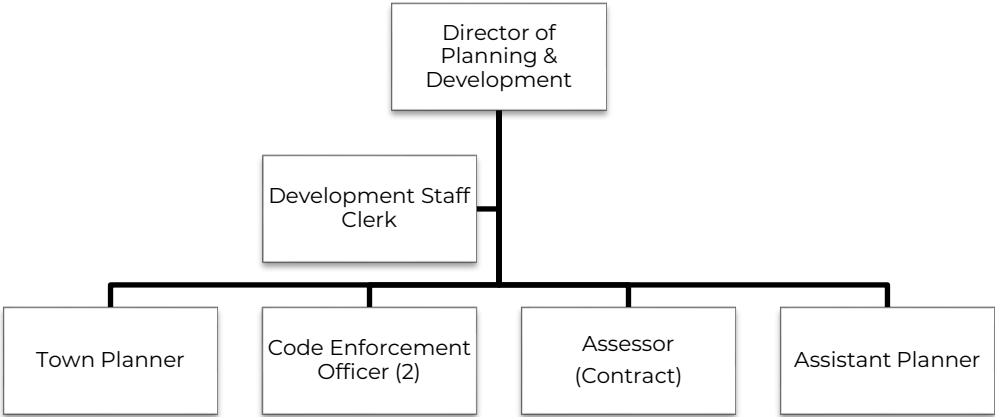 Director of
Planning &
Development
Development Staff
Clerk
Town Planner
Code Enforcement
Officer (2)
Assessor
(Contract)
Assistant Planner